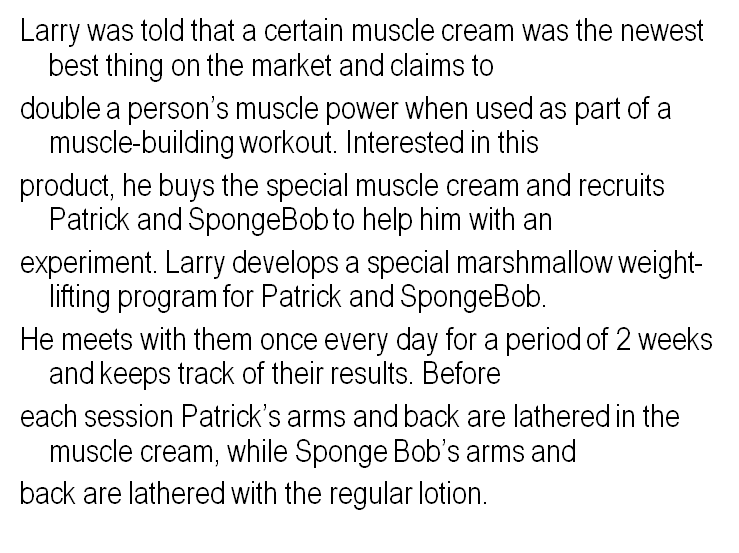 Larry was told that a certain muscle cream was the newest
best thing on the market and claims to
double a person’s muscle power when used as part of a
muscle-building workout. Interested in this
product, he buys the special muscle cream and recruits
Patrick and SpongeBob to help him with an
experiment. Larry develops a special marshmallow weight-
lifting program for Patrick and SpongeBob.
He meets with them once every day for a period of 2 weeks
and keeps track of their results. Before
each session Patrick’s arms and back are lathered in the
muscle cream, while Sponge Bob’s arms and
back are lathered with the regular lotion.